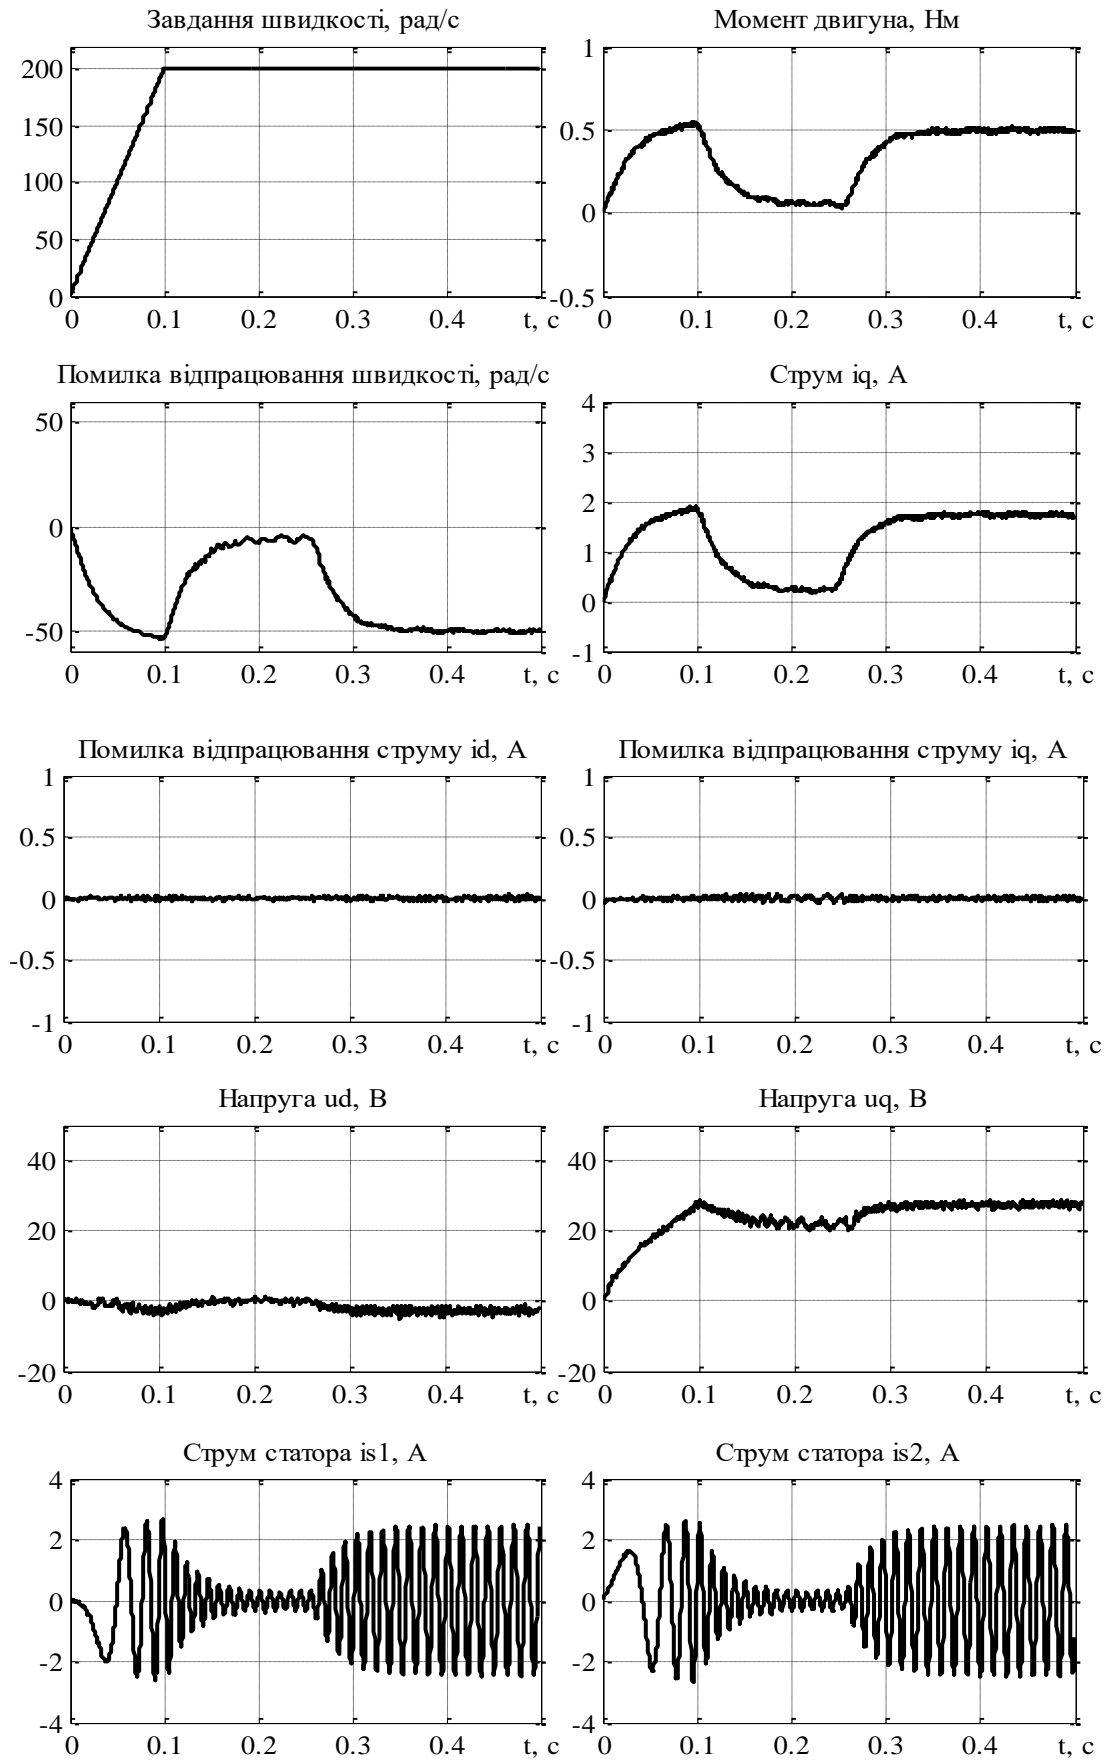 Завдання швидкості, рад/с
Момент двигуна, Нм
200
150
100
50
0
0 0.1 0.2 0.3 0.4 t, с
1
0.5
0
-0.5
0 0.1 0.2 0.3 0.4 t, с
Помилка відпрацювання швидкості, рад/с
Струм iq, А
50
0
-50
0 0.1 0.2 0.3 0.4 t, с
4
3
2
1
0
-1
0 0.1 0.2 0.3 0.4 t, с
Помилка відпрацювання струму id, А
Помилка відпрацювання струму iq, А
1
0.5
0
-0.5
-1
0 0.1 0.2 0.3 0.4 t, с
1
0.5
0
-0.5
-1
0 0.1 0.2 0.3 0.4 t, с
Напруга ud, В
Напруга uq, В
40
20
0
-20
0 0.1 0.2 0.3 0.4 t, с
40
20
0
-20
0 0.1 0.2 0.3 0.4 t, с
Струм статора is1, А
Струм статора is2, А
4
2
0
-2
-4
0 0.1 0.2 0.3 0.4 t, с
4
2
0
-2
-4
0 0.1 0.2 0.3 0.4 t, с